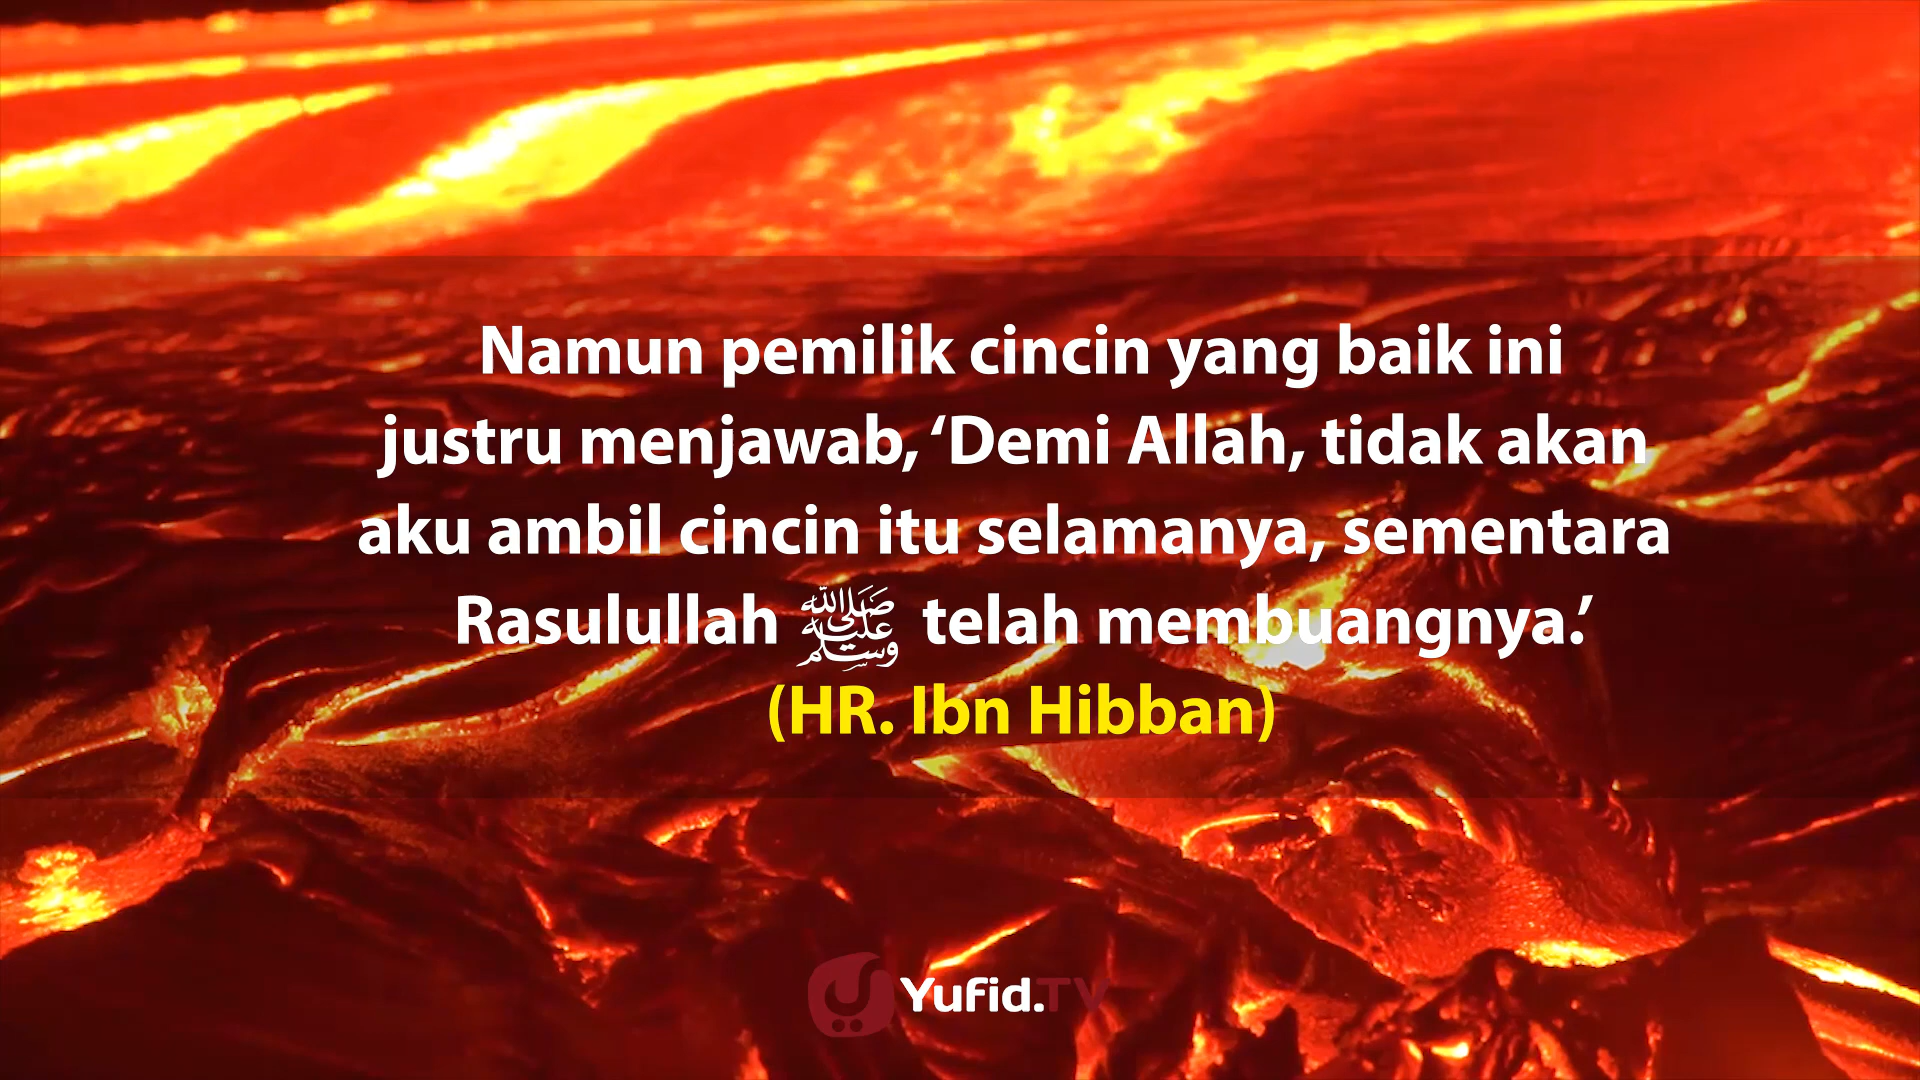 Namun pemilik cincin yang baik ini
justru menjawab, ‘Demi Allah, tidak akan
aku ambil cincin itu selamanya, sementara
Rasulullah ﷺ telah membuangnya.’
(HR. Ibn Hibban)
Yufid.TV